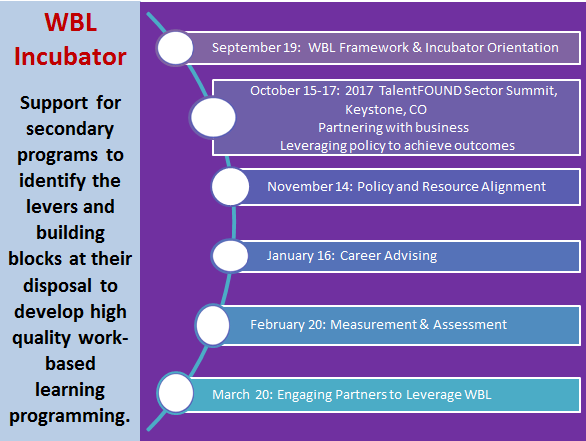 WBL
Incubator
Support for
secondary
programs to
identify the
levers and
building
blocks at their
disposal to
develop high
quality work-
based
learning
programming.
September 19:  WBL Framework & Incubator Orientation
October 15-17: 2017 TalentFOUND Sector Summit,
Keystone, CO
Partnering with business
Leveraging policy to achieve outcomes
November 14: Policy and Resource Alignment
January 16: Career Advising
February 20: Measurement & Assessment
March 20: Engaging Partners to Leverage WBL